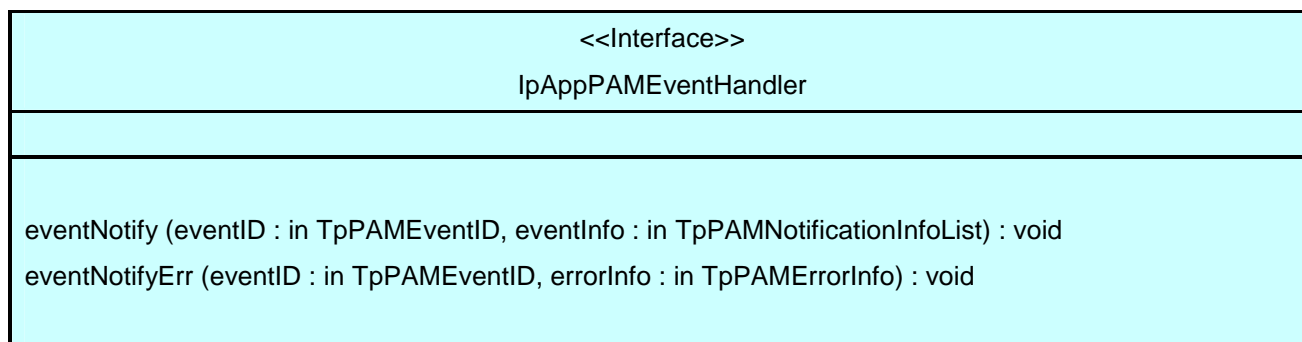 <<Interface>>
IpAppPAMEventHandler
eventNotify (eventID : in TpPAMEventID, eventInfo : in TpPAMNotificationInfoList) : void
eventNotifyErr (eventID : in TpPAMEventID, errorInfo : in TpPAMErrorInfo) : void